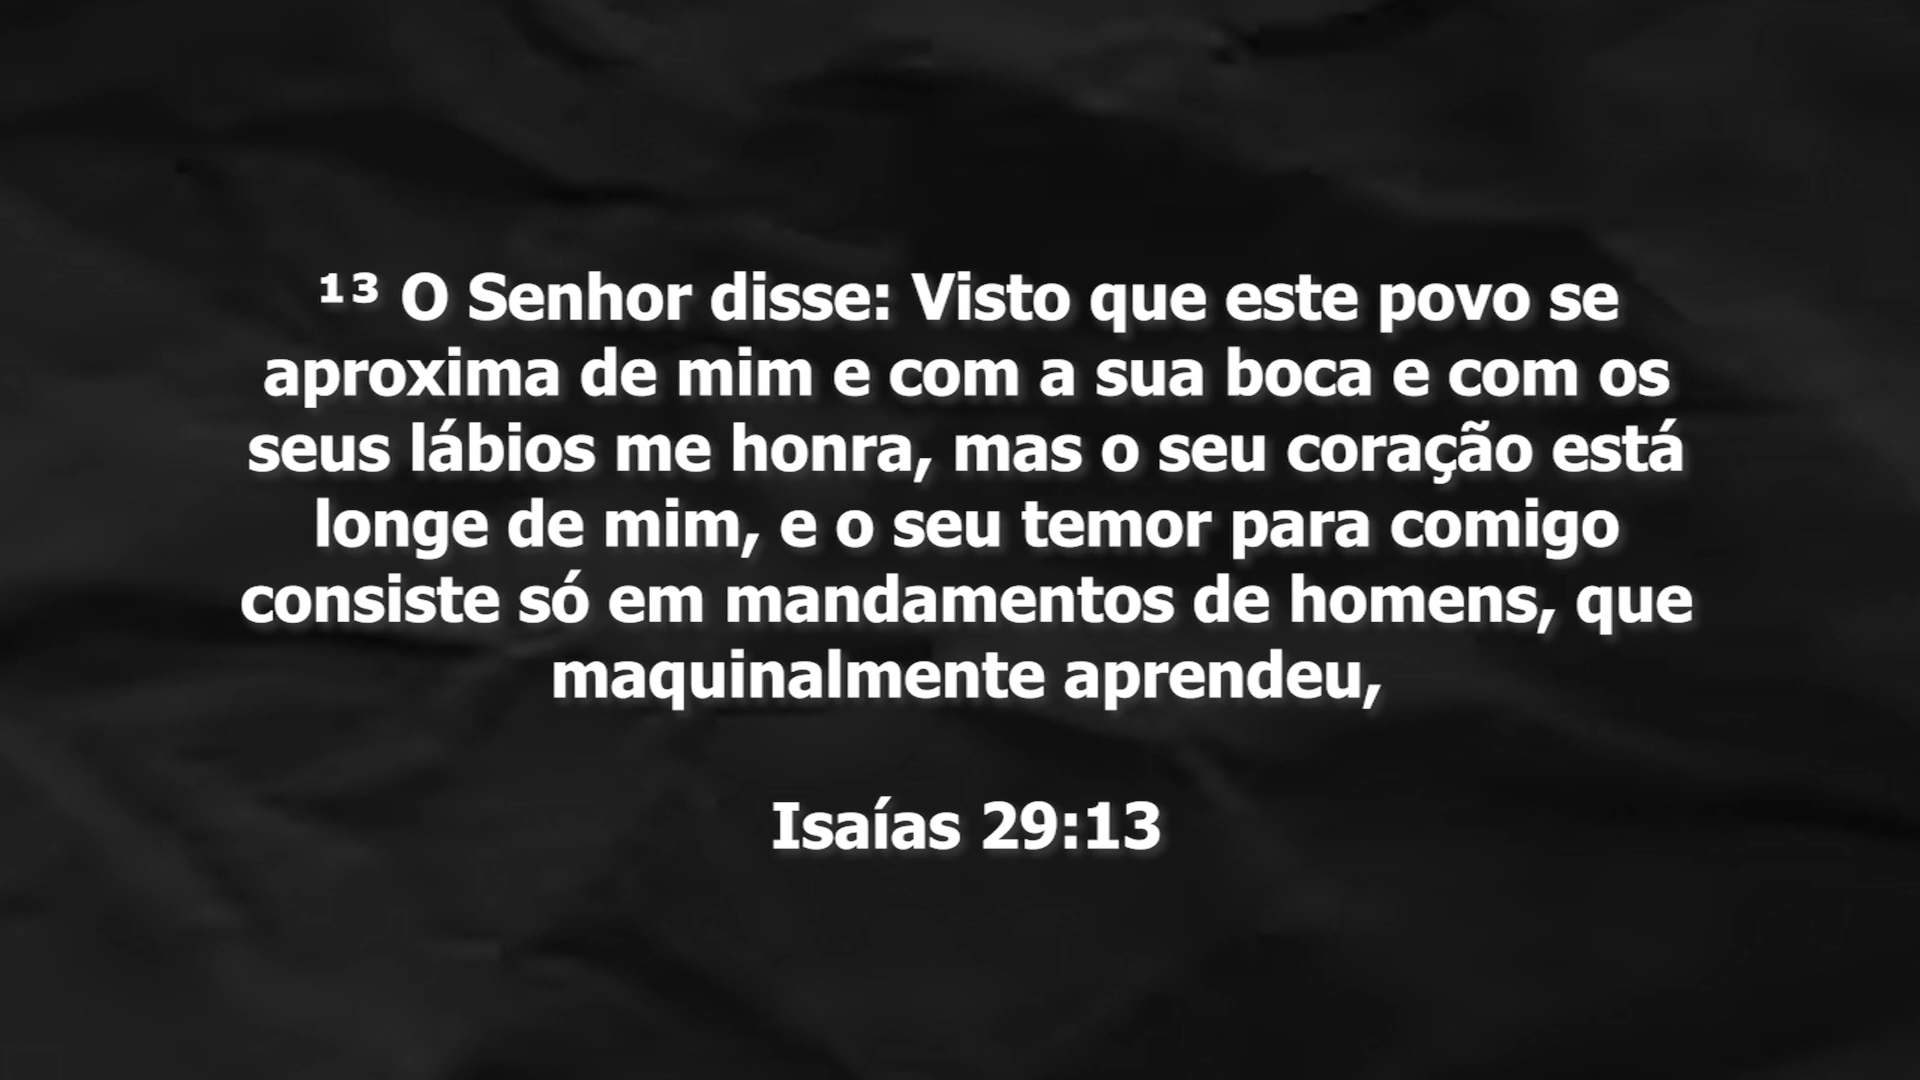 ¹³ O Senhor disse: Visto que este povo se
aproxima de mim e com a sua boca e com os
seus lábios me honra, mas o seu coração está
longe de mim, e o seu temor para comigo
consiste só em mandamentos de homens, que
maquinalmente aprendeu,
Isaías 29:13